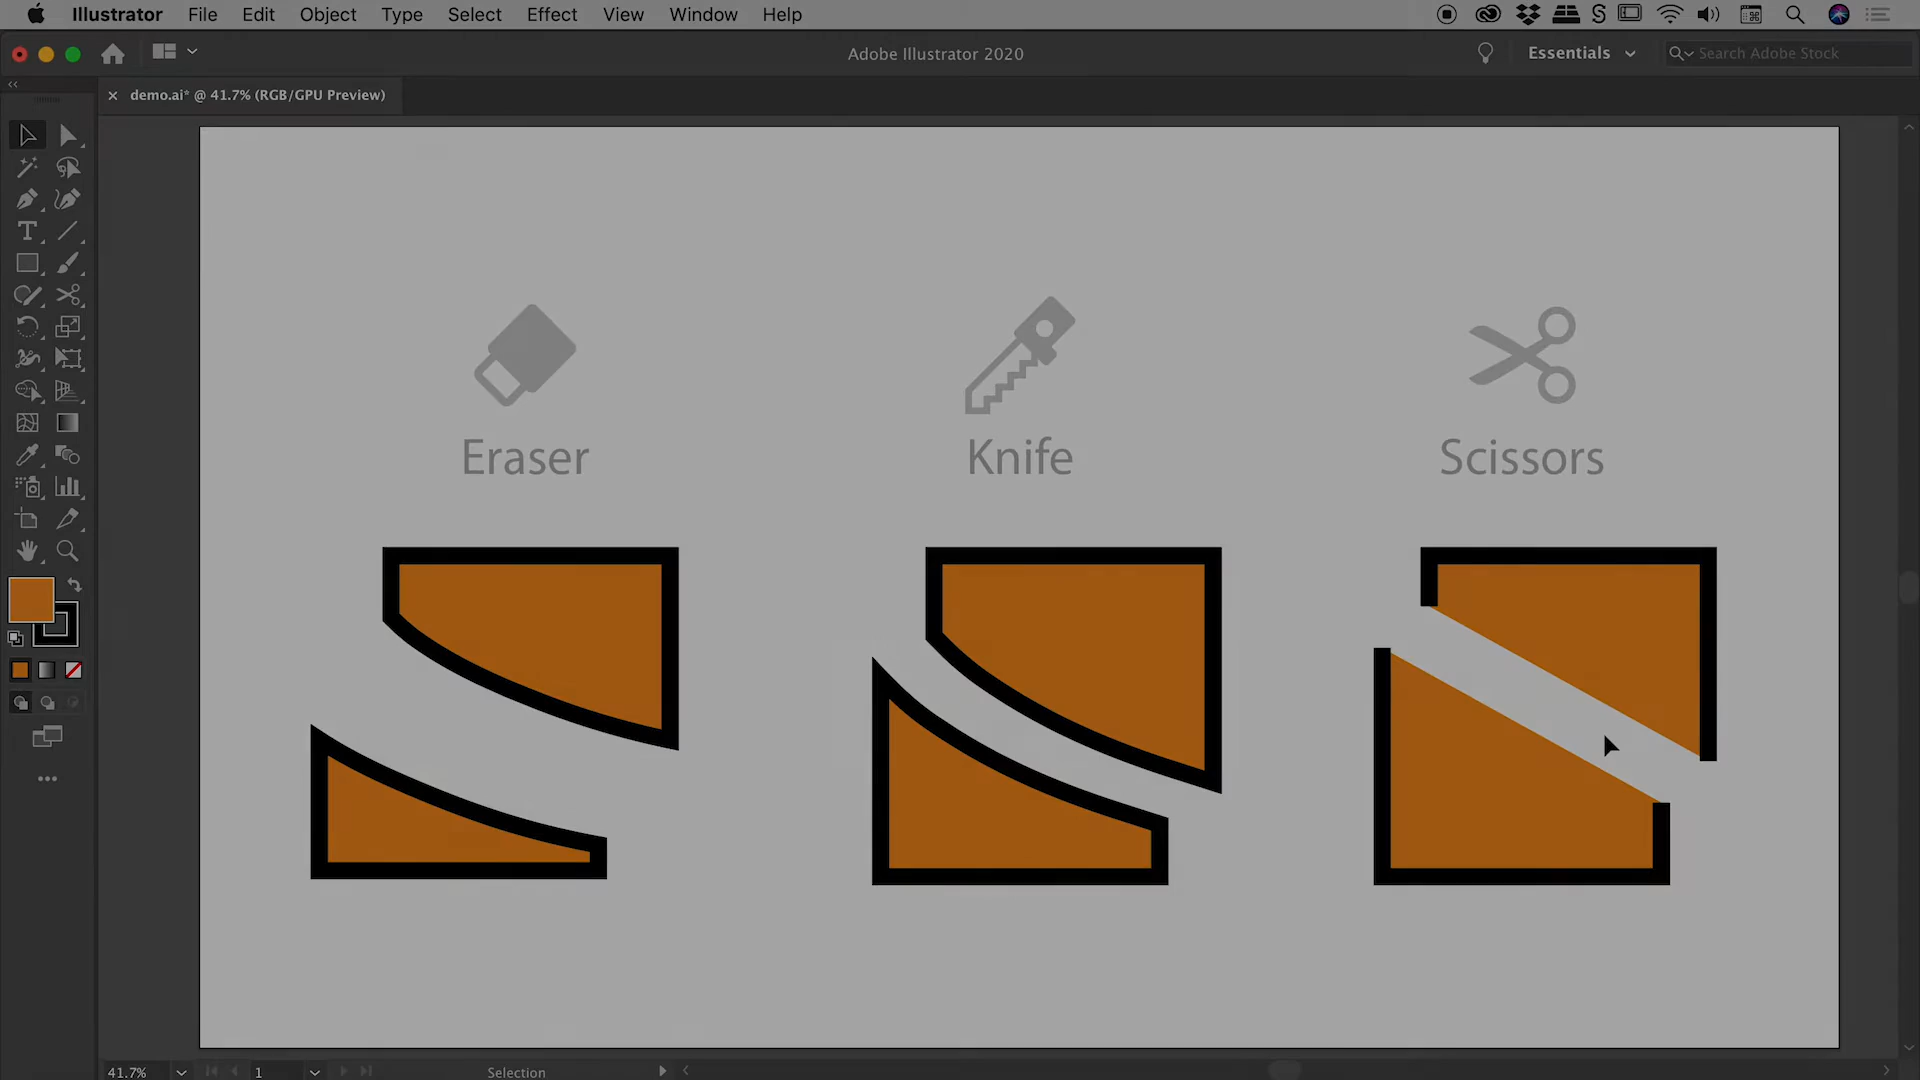 Illustrator File Edit Object Type Select Effect View Window Help
Adobe Illustrator 2020
Essentials
Search Adobe Stock
demo.ai* @ 41.7% (RGB/GPU Preview)
Eraser
Knife
Scissors
41.7%
1
Selection